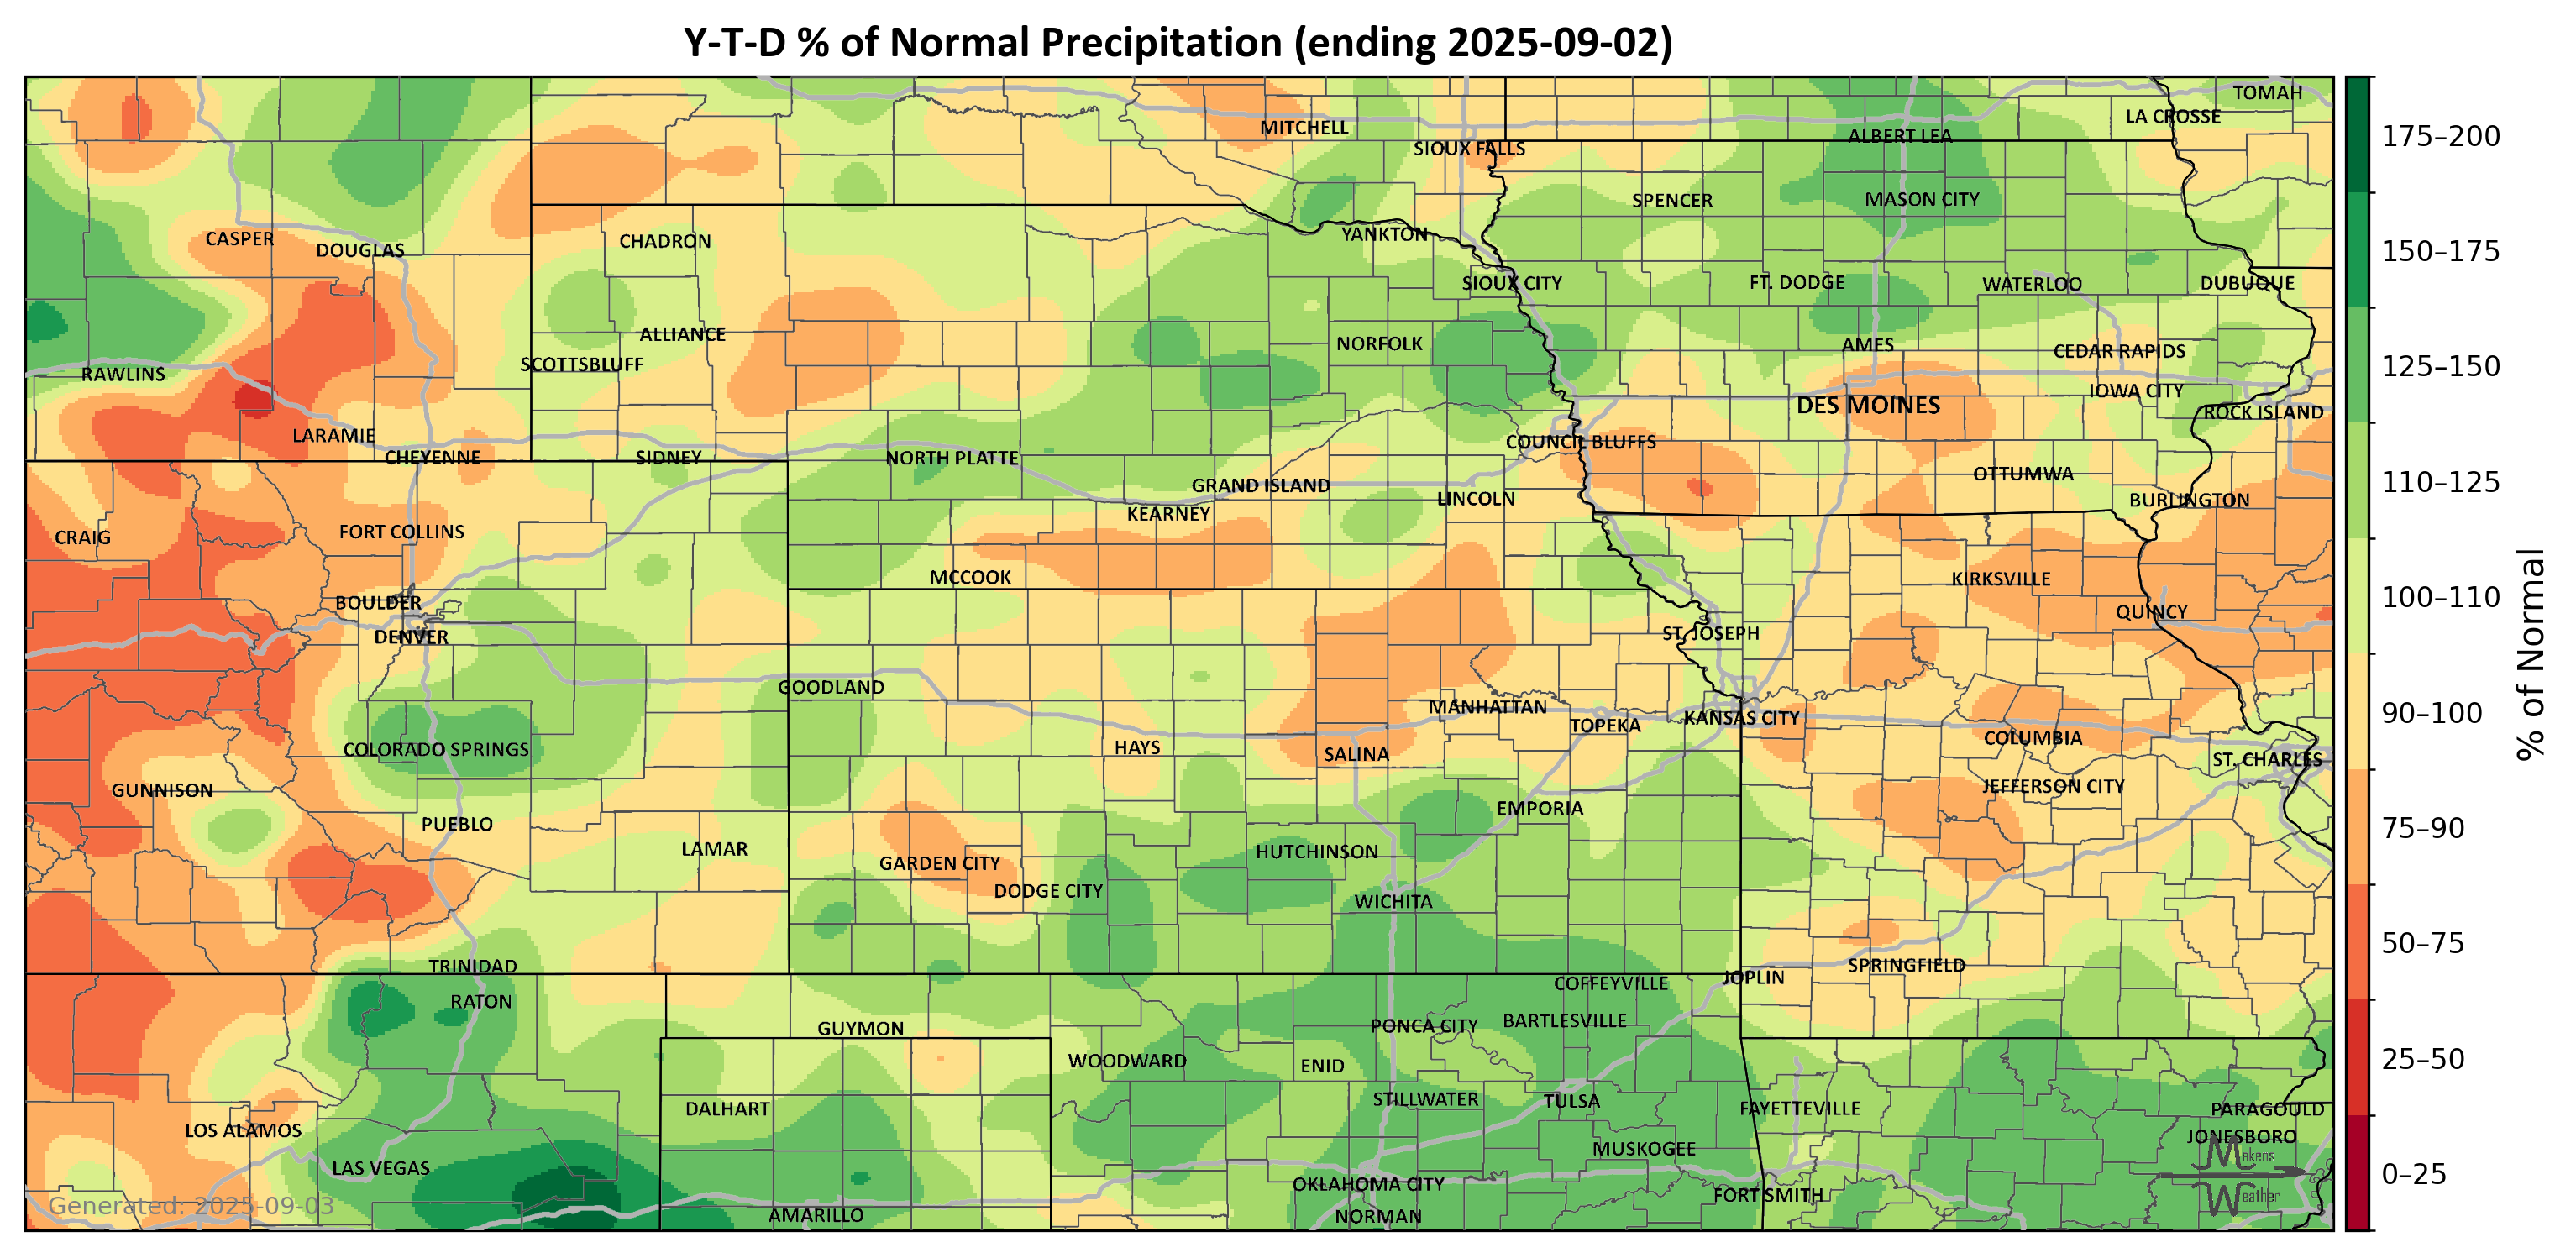 Y-T-D % of Normal Precipitation (ending 2025-09-02)
TOMAH
LA CROSSE
MITCHELL
ALBERT LEA
SIOUX FALLS
SPENCER
MASON CITY
CASPER
DOUGLAS
CHADRON
YANKTON
SIOUX CITY
FT. DODGE
WATERLOO
DUBUQUE
ALLIANCE
NORFOLK
AMES
CEDAR RAPIDS
SCOTTSBLUFF
RAWLINS
IOWA CITY
DES MOINES
ROCK ISLAND
LARAMIE
COUNCIL BLUFFS
CHEYENNE
SIDNEY
NORTH PLATTE
OTTUMWA
GRAND ISLAND
LINCOLN
BURLINGTON
KEARNEY
FORT COLLINS
CRAIG
MCCOOK
KIRKSVILLE
BOULDER
QUINCY
DENVER
ST. JOSEPH
GOODLAND
MANHATTAN
KANSAS CITY
TOPEKA
COLUMBIA
COLORADO SPRINGS
HAYS
SALINA
ST. CHARLES
GUNNISON
JEFFERSON CITY
EMPORIA
PUEBLO
LAMAR
HUTCHINSON
GARDEN CITY
DODGE CITY
WICHITA
TRINIDAD
SPRINGFIELD
JOPLIN
COFFEYVILLE
RATON
GUYMON
PONCA CITY
BARTLESVILLE
WOODWARD
ENID
DALHART
STILLWATER
TULSA
FAYETTEVILLE
PARAGOULD
LOS ALAMOS
JONESBORO
MUSKOGEE
LAS VEGAS
OKLAHOMA CITY
FORT SMITH
AMARILLO
NORMAN
Makens
Weather
Generated: 2025-09-03
175–200
150–175
125–150
110–125
100–110
90–100
75–90
50–75
25–50
0–25
% of Normal